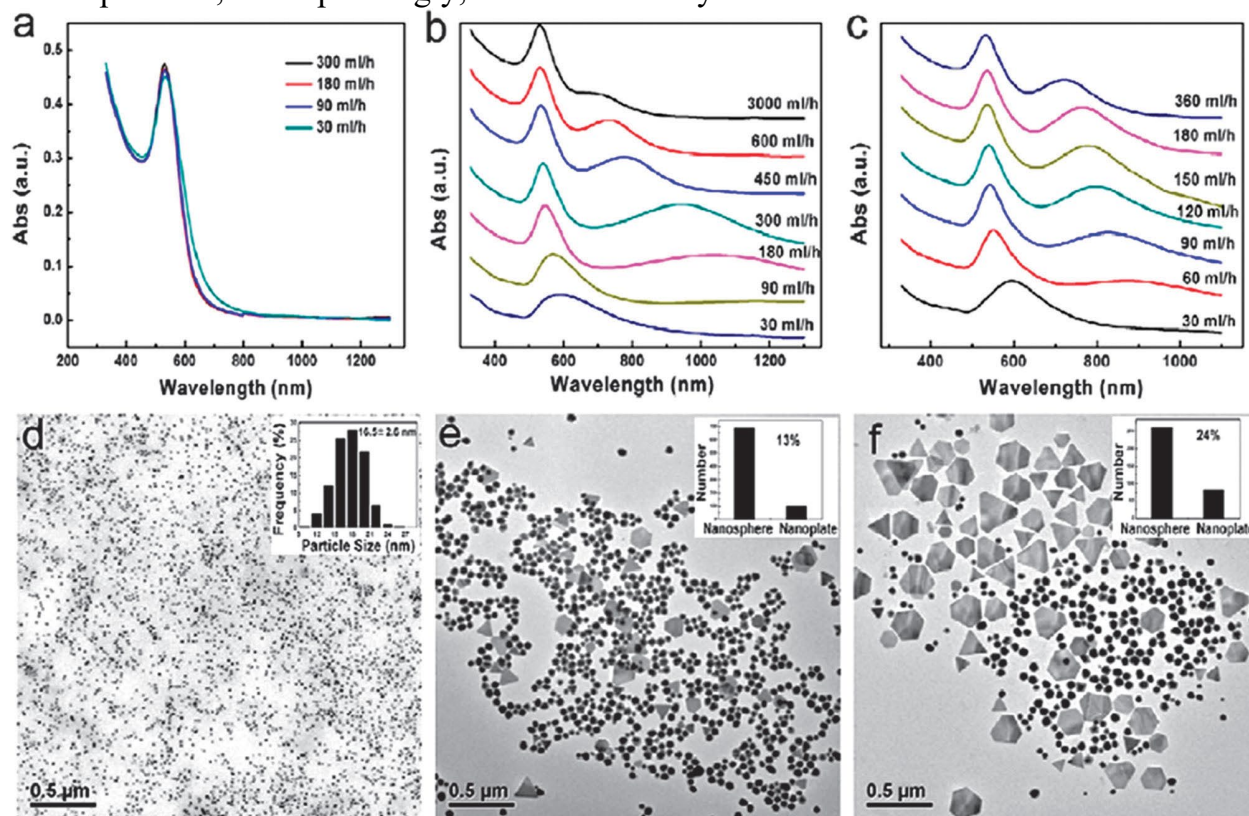 a
Abs (a.u.)
0.5
0.4
0.3
0.2
0.1
0.0
300 ml/h
180 ml/h
90 ml/h
30 ml/h
200 400 600 800 1000 1200
Wavelength (nm)
b
Abs (a.u.)
3000 ml/h
600 ml/h
450 ml/h
300 ml/h
180 ml/h
90 ml/h
30 ml/h
400 600 800 1000 1200
Wavelength (nm)
c
Abs (a.u.)
360 ml/h
180 ml/h
150 ml/h
120 ml/h
90 ml/h
60 ml/h
30 ml/h
400 600 800 1000
Wavelength (nm)
d
Frequency (%)
Particle Size (nm)
0.5 µm
e
Number
13%
Nanosphere Nanoplate
0.5 µm
f
Number
24%
Nanosphere Nanoplate
0.5 µm